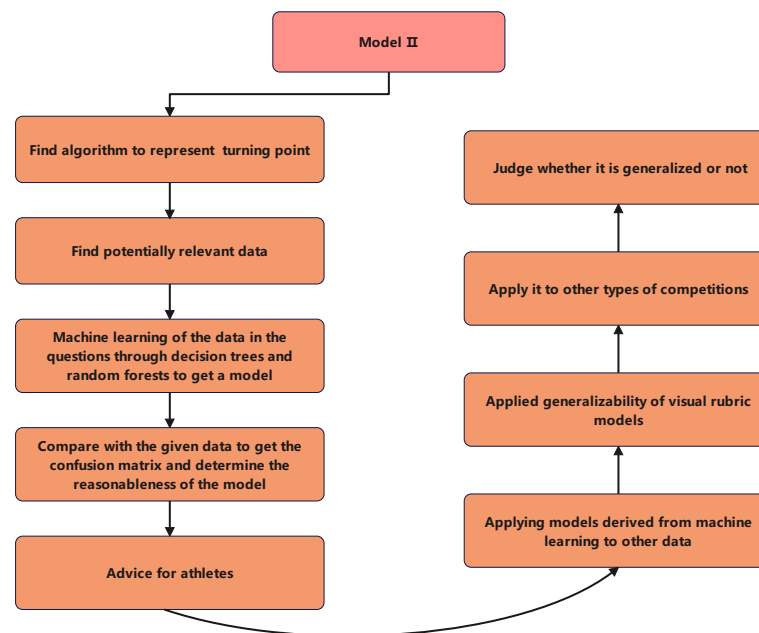 Model II
Find algorithm to represent turning point
Find potentially relevant data
Machine learning of the data in the
questions through decision trees and
random forests to get a model
Compare with the given data to get the
confusion matrix and determine the
reasonableness of the model
Advice for athletes
Applying models derived from machine
learning to other data
Applied generalizability of visual rubric
models
Apply it to other types of competitions
Judge whether it is generalized or not